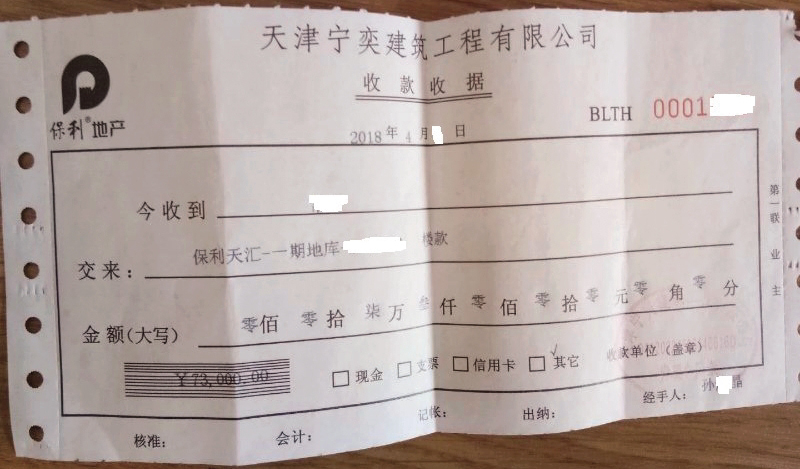 天津宁奕建筑工程有限公司
收款收据
保利®地产
BLTH 0001
2018年4月 日
今收到
交来：保利天汇-一期地库- 楼款
金额(大写) 零佰零拾柒万叁仟零佰零拾零元零角零分
￥73,000.00 □现金 □支票 □信用卡 □√其它 收款单位（盖章）
经手人：孙
核准： 会计： 记帐： 出纳：
第一联 业主